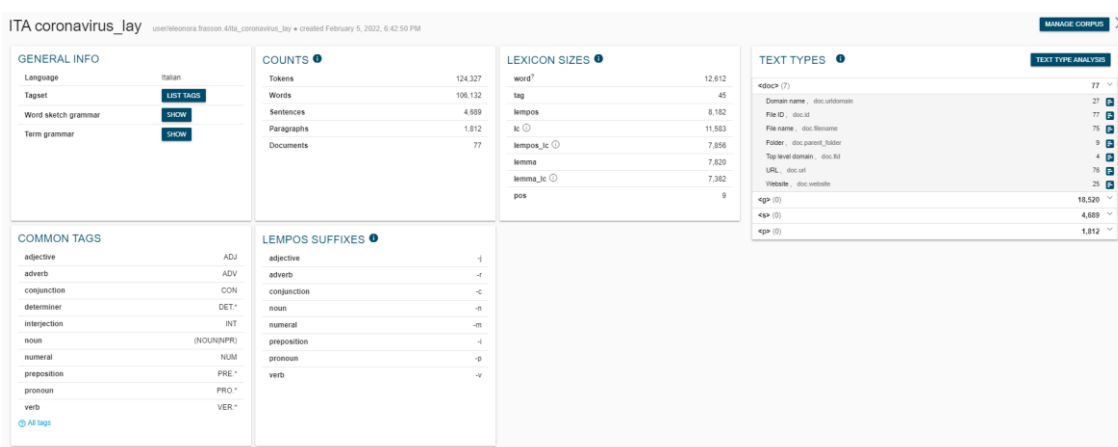 ITA coronavirus_lay user/eleonora.frasson.4/ita_coronavirus_lay ● created February 5, 2022, 6:42:50 PM MANAGE CORPUS
GENERAL INFO
Language Italian
Tagset LIST TAGS
Word sketch grammar SHOW
Term grammar SHOW
COUNTS
Tokens 124,327
Words 106,132
Sentences 4,689
Paragraphs 1,812
Documents 77
LEXICON SIZES
word? 12,612
tag 45
lempos 8,182
lc 11,583
lempos_lc 7,856
lemma 7,820
lemma_lc 7,382
pos 9
TEXT TYPES TEXT TYPE ANALYSIS
<doc> (7) 77
Domain name , doc.urldomain 27
File ID , doc.id 77
File name , doc.filename 75
Folder , doc.parent_folder 9
Top level domain , doc.tld 4
URL , doc.url 76
Website , doc.website 25
<g> (0) 18,520
<s> (0) 4,689
<p> (0) 1,812
COMMON TAGS
adjective ADJ
adverb ADV
conjunction CON
determiner DET.*
interjection INT
noun (NOUN|NPR)
numeral NUM
preposition PRE.*
pronoun PRO.*
verb VER.*
All tags
LEMPOS SUFFIXES
adjective -j
adverb -r
conjunction -c
noun -n
numeral -m
preposition -i
pronoun -p
verb -v